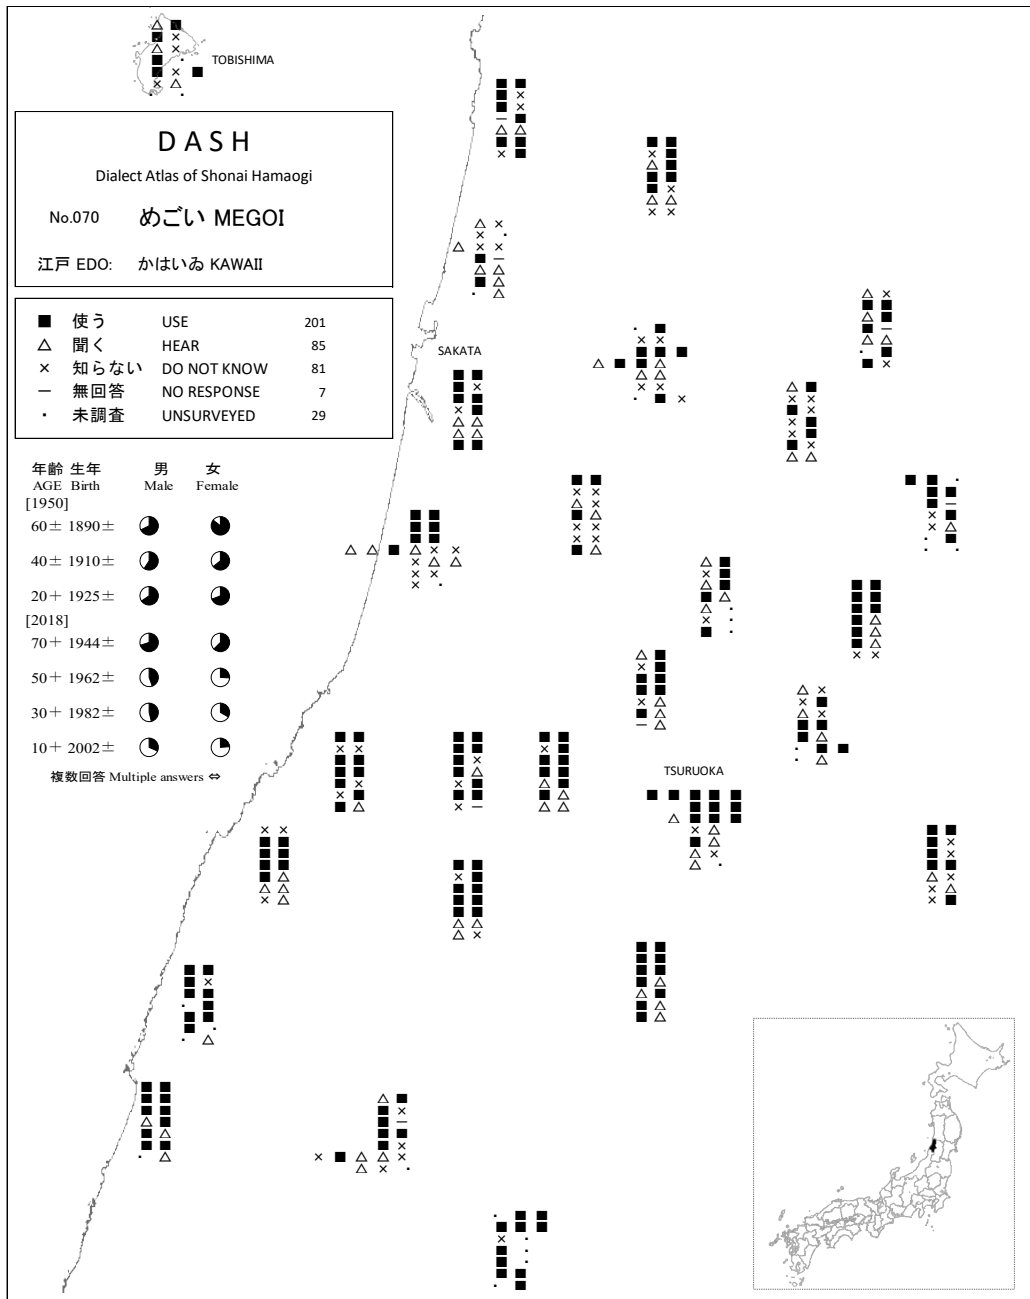 TOBISHIMA
DASH
Dialect Atlas of Shonai Hamaogi
No.070 めごい MEGOI
江戸 EDO: かはいゐ KAWAII
■ 使う USE 201
△ 聞く HEAR 85
× 知らない DO NOT KNOW 81
― 無回答 NO RESPONSE 7
・ 未調査 UNSURVEYED 29
SAKATA
年齢 生年 男 女
AGE Birth Male Female
[1950]
60± 1890±
40± 1910±
20± 1925±
[2018]
70+ 1944±
50+ 1962±
30+ 1982±
10+ 2002±
複数回答 Multiple answers ⇔
TSURUOKA